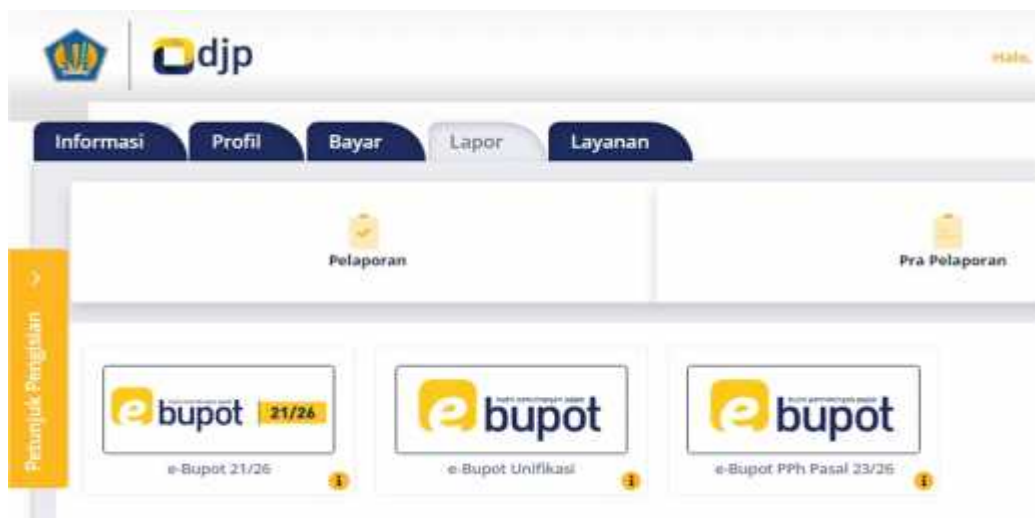 djp
Halo,
Informasi
Profil
Bayar
Lapor
Layanan
Pelaporan
Pra Pelaporan
Petunjuk Pengisian
e bupot 21/26
e bupot
e bupot
e-Bupot 21/26
e-Bupot Unifikasi
e-Bupot PPh Pasal 23/26